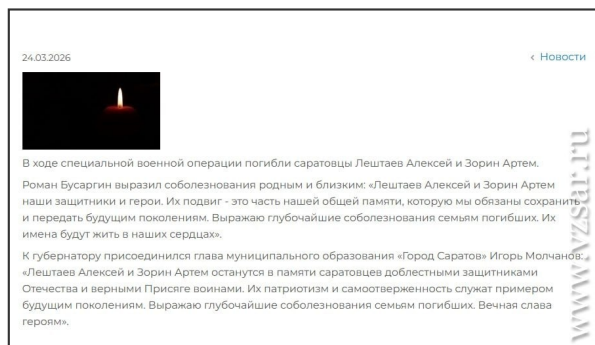 24.03.2026
‹ Новости
В ходе специальной военной операции погибли саратовцы Лештаев Алексей и Зорин Артем.
Роман Бусаргин выразил соболезнования родным и близким: «Лештаев Алексей и Зорин Артем
наши защитники и герои. Их подвиг - это часть нашей общей памяти, которую мы обязаны сохранить
и передать будущим поколениям. Выражаю глубочайшие соболезнования семьям погибших. Их
имена будут жить в наших сердцах».
К губернатору присоединился глава муниципального образования «Город Саратов» Игорь Молчанов:
«Лештаев Алексей и Зорин Артем останутся в памяти саратовцев доблестными защитниками
Отечества и верными Присяге воинами. Их патриотизм и самоотверженность служат примером
будущим поколениям. Выражаю глубочайшие соболезнования семьям погибших. Вечная слава
героям».
www.vzsar.ru